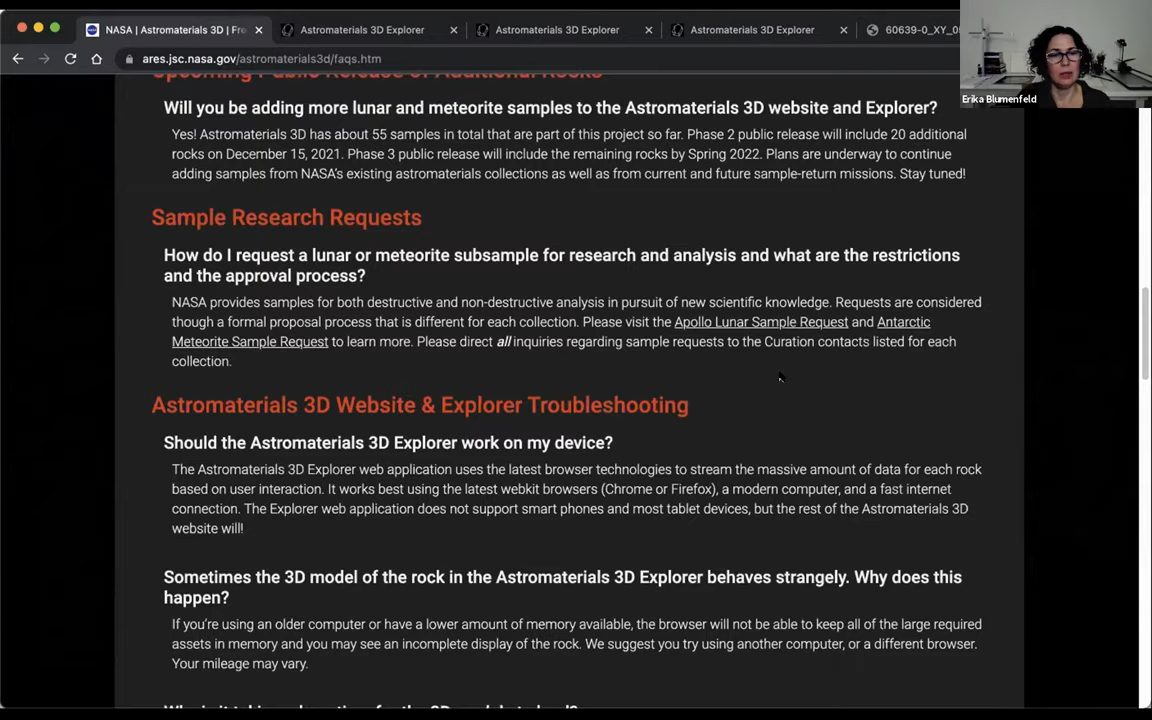 NASA | Astromaterials 3D | Fre
Astromaterials 3D Explorer
Astromaterials 3D Explorer
Astromaterials 3D Explorer
60639-0_XY_05
ares.jsc.nasa.gov/astromaterials3d/faqs.htm
Erika Blumenfeld
Upcoming Public Release of Additional Rocks
Will you be adding more lunar and meteorite samples to the Astromaterials 3D website and Explorer?
Yes! Astromaterials 3D has about 55 samples in total that are part of this project so far. Phase 2 public release will include 20 additional
rocks on December 15, 2021. Phase 3 public release will include the remaining rocks by Spring 2022. Plans are underway to continue
adding samples from NASA's existing astromaterials collections as well as from current and future sample-return missions. Stay tuned!
Sample Research Requests
How do I request a lunar or meteorite subsample for research and analysis and what are the restrictions
and the approval process?
NASA provides samples for both destructive and non-destructive analysis in pursuit of new scientific knowledge. Requests are considered
though a formal proposal process that is different for each collection. Please visit the Apollo Lunar Sample Request and Antarctic
Meteorite Sample Request to learn more. Please direct all inquiries regarding sample requests to the Curation contacts listed for each
collection.
Astromaterials 3D Website & Explorer Troubleshooting
Should the Astromaterials 3D Explorer work on my device?
The Astromaterials 3D Explorer web application uses the latest browser technologies to stream the massive amount of data for each rock
based on user interaction. It works best using the latest webkit browsers (Chrome or Firefox), a modern computer, and a fast internet
connection. The Explorer web application does not support smart phones and most tablet devices, but the rest of the Astromaterials 3D
website will!
Sometimes the 3D model of the rock in the Astromaterials 3D Explorer behaves strangely. Why does this
happen?
If you're using an older computer or have a lower amount of memory available, the browser will not be able to keep all of the large required
assets in memory and you may see an incomplete display of the rock. We suggest you try using another computer, or a different browser.
Your mileage may vary.